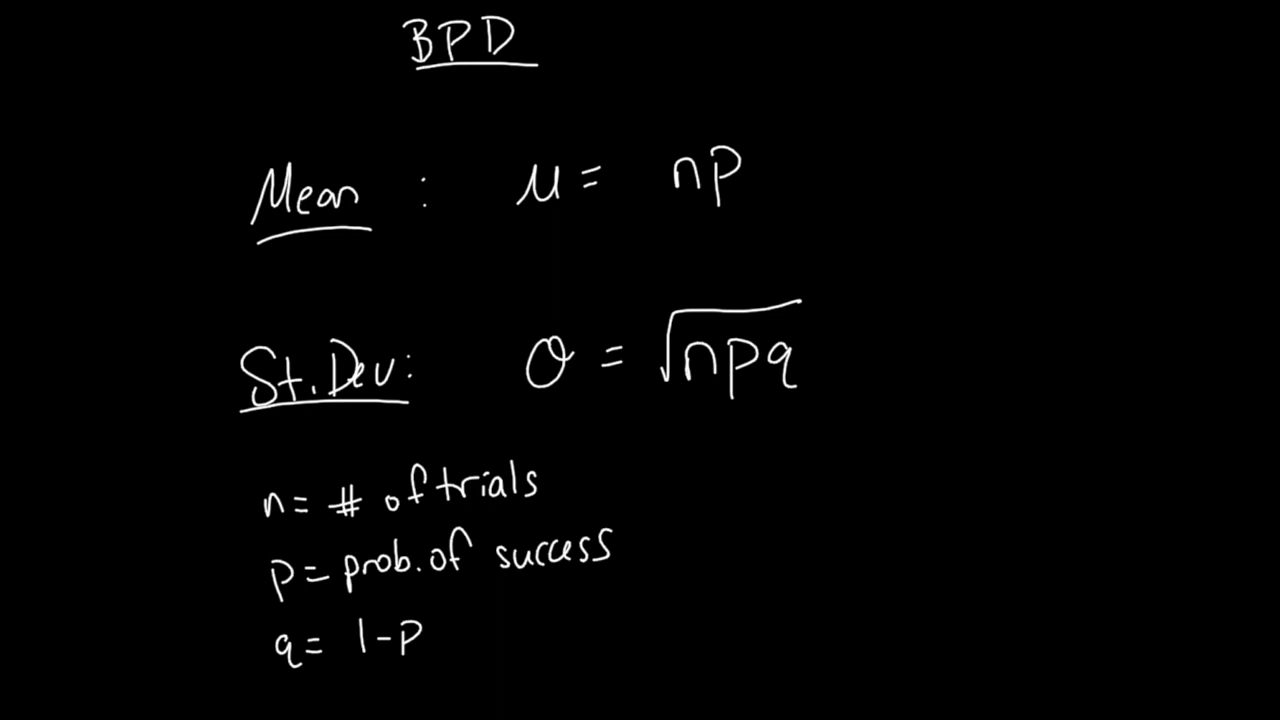 BPD
Mean : μ = np
St. Dev: σ = √npq
n = # of trials
p = prob. of success
q = 1-p